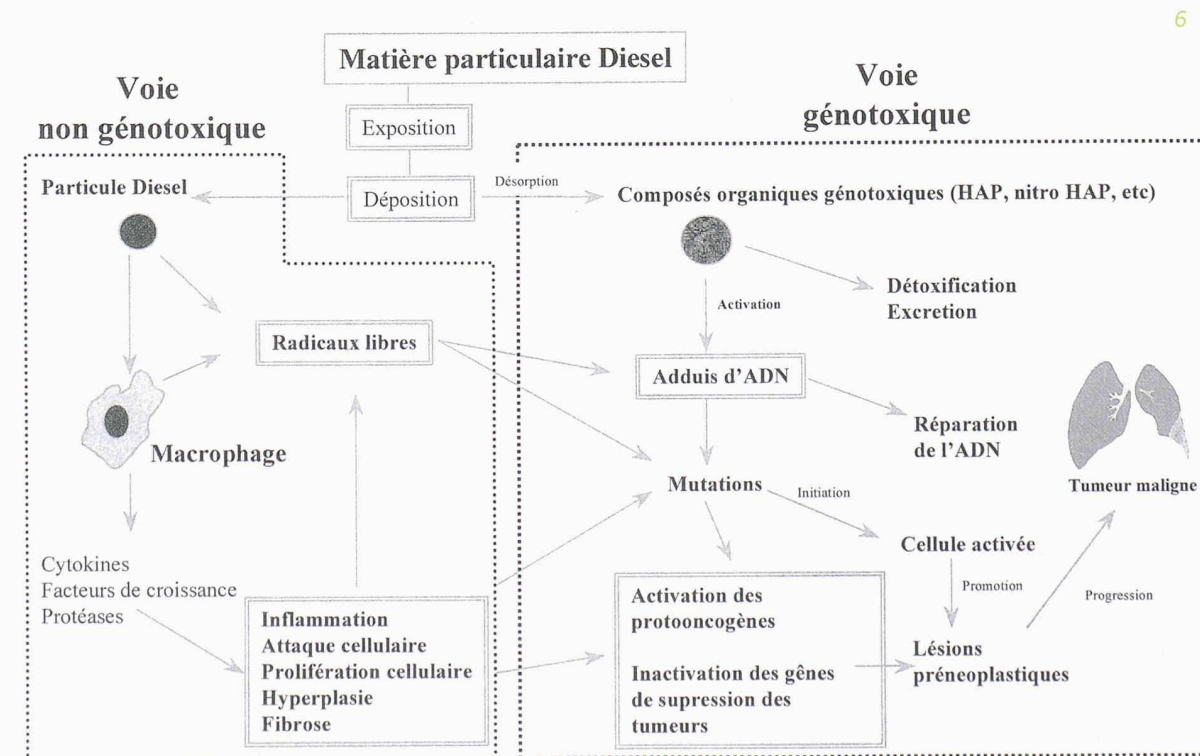 6
Matière particulaire Diesel
Voie
non génotoxique
Voie
génotoxique
Exposition
Particule Diesel
Déposition
Désorption
Composés organiques génotoxiques (HAP, nitro HAP, etc)
Détoxification
Excretion
Activation
Radicaux libres
Adduis d'ADN
Réparation
de l'ADN
Macrophage
Mutations
Initiation
Tumeur maligne
Cellule activée
Cytokines
Facteurs de croissance
Protéases
Promotion
Progression
Inflammation
Attaque cellulaire
Prolifération cellulaire
Hyperplasie
Fibrose
Activation des
protooncogènes
Inactivation des gênes
de supression des
tumeurs
Lésions
préneoplastiques